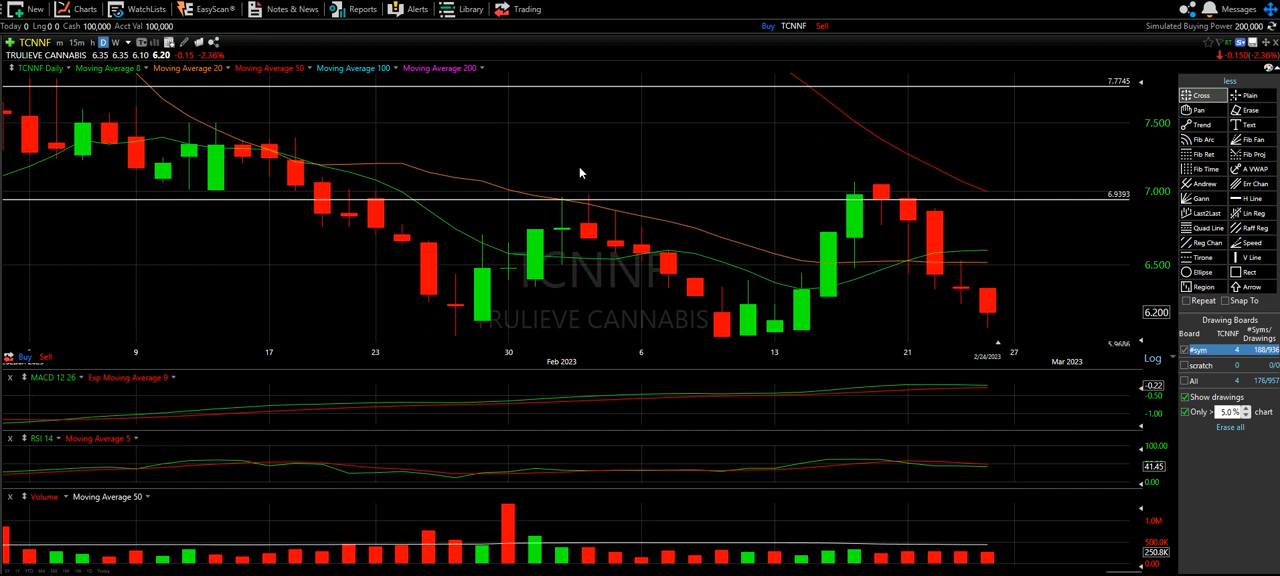 New Charts WatchLists EasyScan® Notes & News Reports Alerts Library Trading Messages
Today 0 Lng 0 0 Cash 100,000 Acct Val 100,000 Buy TCNNF Sell Simulated Buying Power 200,000
TCNNF m 15m h D W
TRULIEVE CANNABIS 6.35 6.35 6.10 6.20 -0.15 -2.36% -0.150(-2.36%)
TCNNF Daily Moving Average 8 Moving Average 20 Moving Average 50 Moving Average 100 Moving Average 200
less
7.7745
Cross Plain
Pan Erase
7.500
Trend Text
Fib Arc Fib Fan
Fib Ret Fib Proj
Fib Time A VWAP
Andrew Err Chan
7.000
6.9393
Gann H Line
Last2Last Lin Reg
Quad Line Raff Reg
Reg Chan Speed
Tirone V Line
6.500
Ellipse Rect
Region Arrow
TCNNF
TRULIEVE CANNABIS
Repeat Snap To
6.200
Drawing Boards
Board TCNNF #Syms/
Drawings
5.9686
#sym 4 188/936
Buy Sell
9 17 23 30 Feb 2023 6 13 21 2/24/2023 27 Mar 2023
Log
scratch 0 0/0
All 4 176/957
MACD 12 26 Exp Moving Average 9
-0.22
-0.50
-1.00
Show drawings
Only > 5.0 % chart
Erase all
RSI 14 Moving Average 5
100.00
41.45
0.00
Volume Moving Average 50
1.0M
500.0K
250.8K
0.00